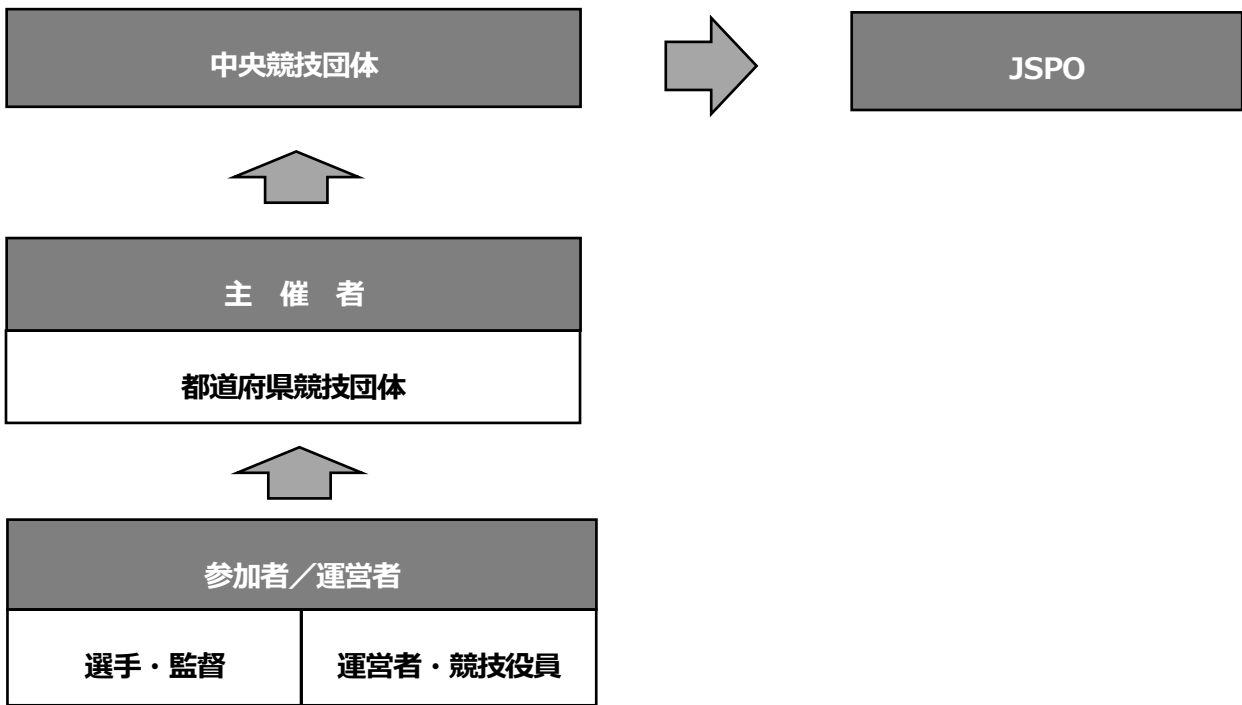 中央競技団体
JSPO
主 催 者
都道府県競技団体
参加者／運営者
選手・監督
運営者・競技役員